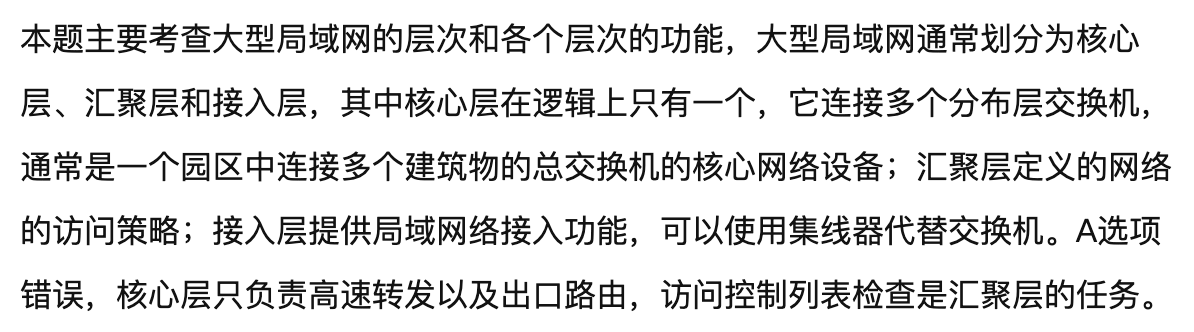 本题主要考查大型局域网的层次和各个层次的功能，大型局域网通常划分为核心
层、汇聚层和接入层，其中核心层在逻辑上只有一个，它连接多个分布层交换机，
通常是一个园区中连接多个建筑物的总交换机的核心网络设备；汇聚层定义的网络
的访问策略；接入层提供局域网络接入功能，可以使用集线器代替交换机。A选项
错误，核心层只负责高速转发以及出口路由，访问控制列表检查是汇聚层的任务。